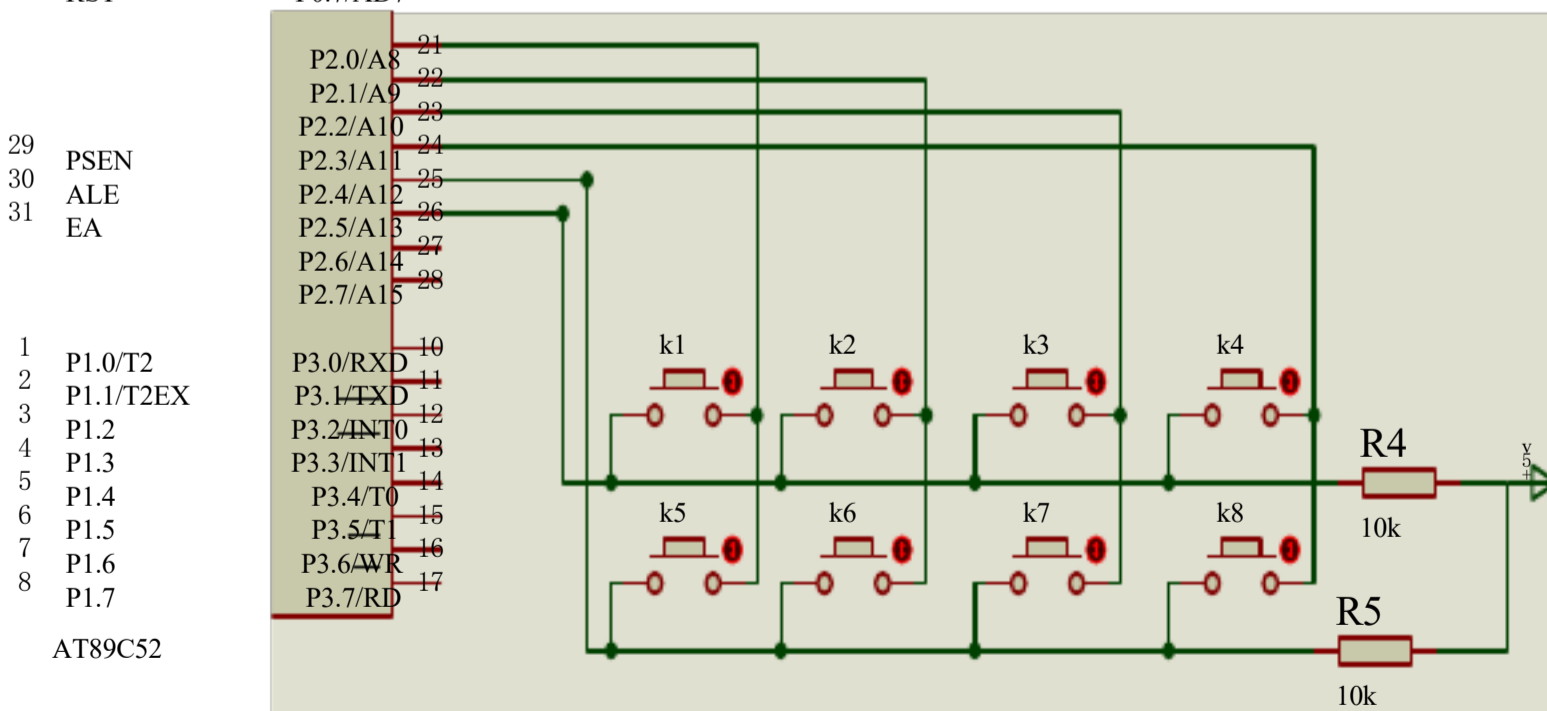 RST P0.7/AD7
21
P2.0/A8
22
P2.1/A9
23
P2.2/A10
29 24
PSEN P2.3/A11
30 25
ALE P2.4/A12
31 26
EA P2.5/A13
27
P2.6/A14
28
P2.7/A15
k1 k2 k3 k4
1 10
P1.0/T2 P3.0/RXD
2 11
P1.1/T2EX P3.1/TXD
3 12
P1.2 P3.2/INT0
4 13
P1.3 P3.3/INT1
R4
+5v
5 14
P1.4 P3.4/T0
k5 k6 k7 k8
6 15
P1.5 P3.5/T1
10k
7 16
P1.6 P3.6/WR
8 17
P1.7 P3.7/RD
R5
AT89C52
10k